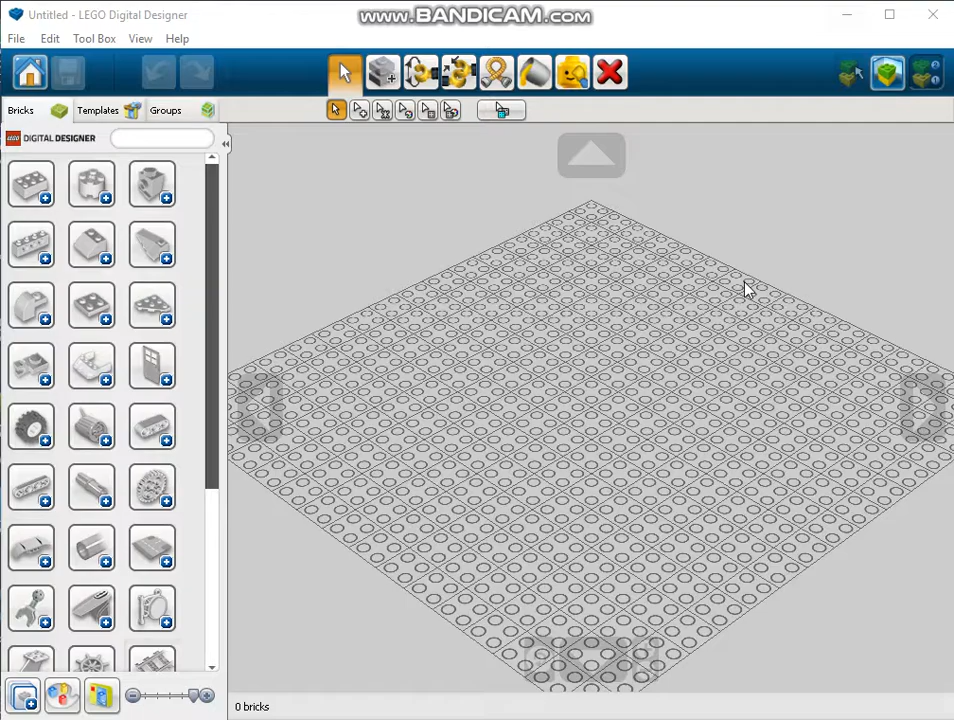 Untitled - LEGO Digital Designer
www.BANDICAM.com
File Edit Tool Box View Help
Bricks Templates Groups
LEGO DIGITAL DESIGNER
0 bricks